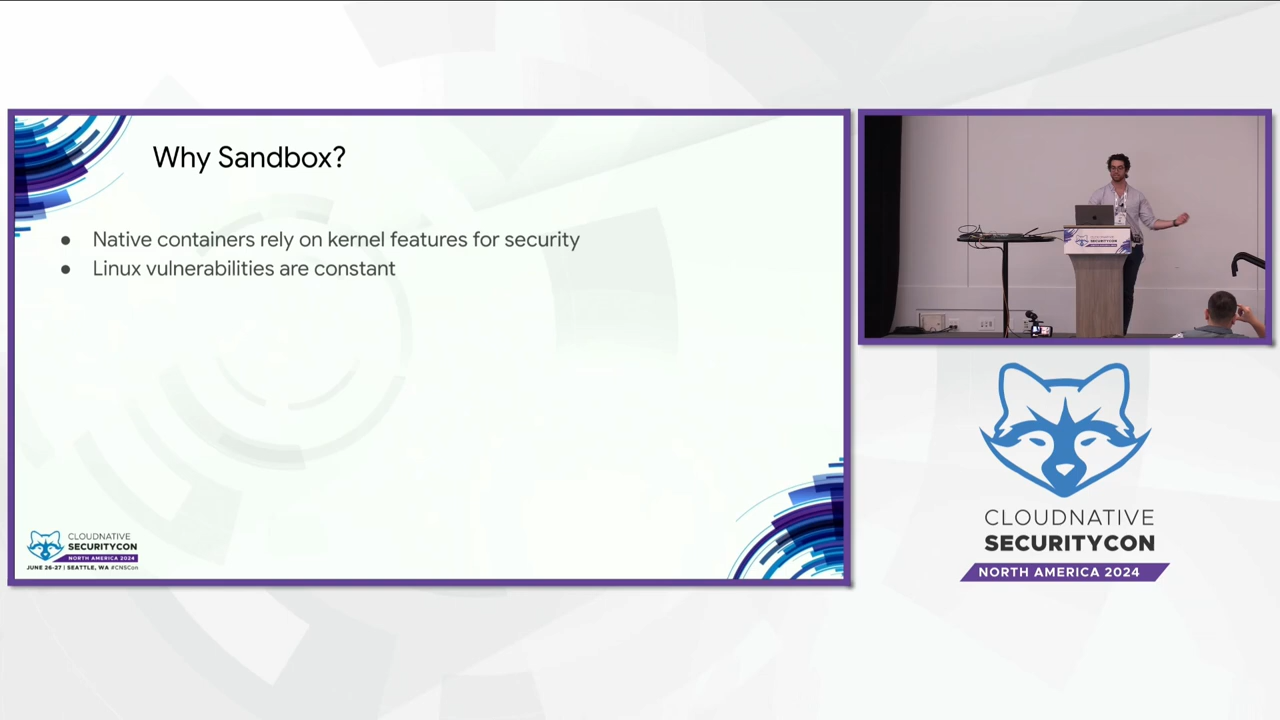 Why Sandbox?
● Native containers rely on kernel features for security
● Linux vulnerabilities are constant
CLOUDNATIVE
SECURITYCON
NORTH AMERICA 2024
JUNE 26-27 | SEATTLE, WA #CNSCon
CLOUDNATIVE
SECURITYCON
NORTH AMERICA 2024